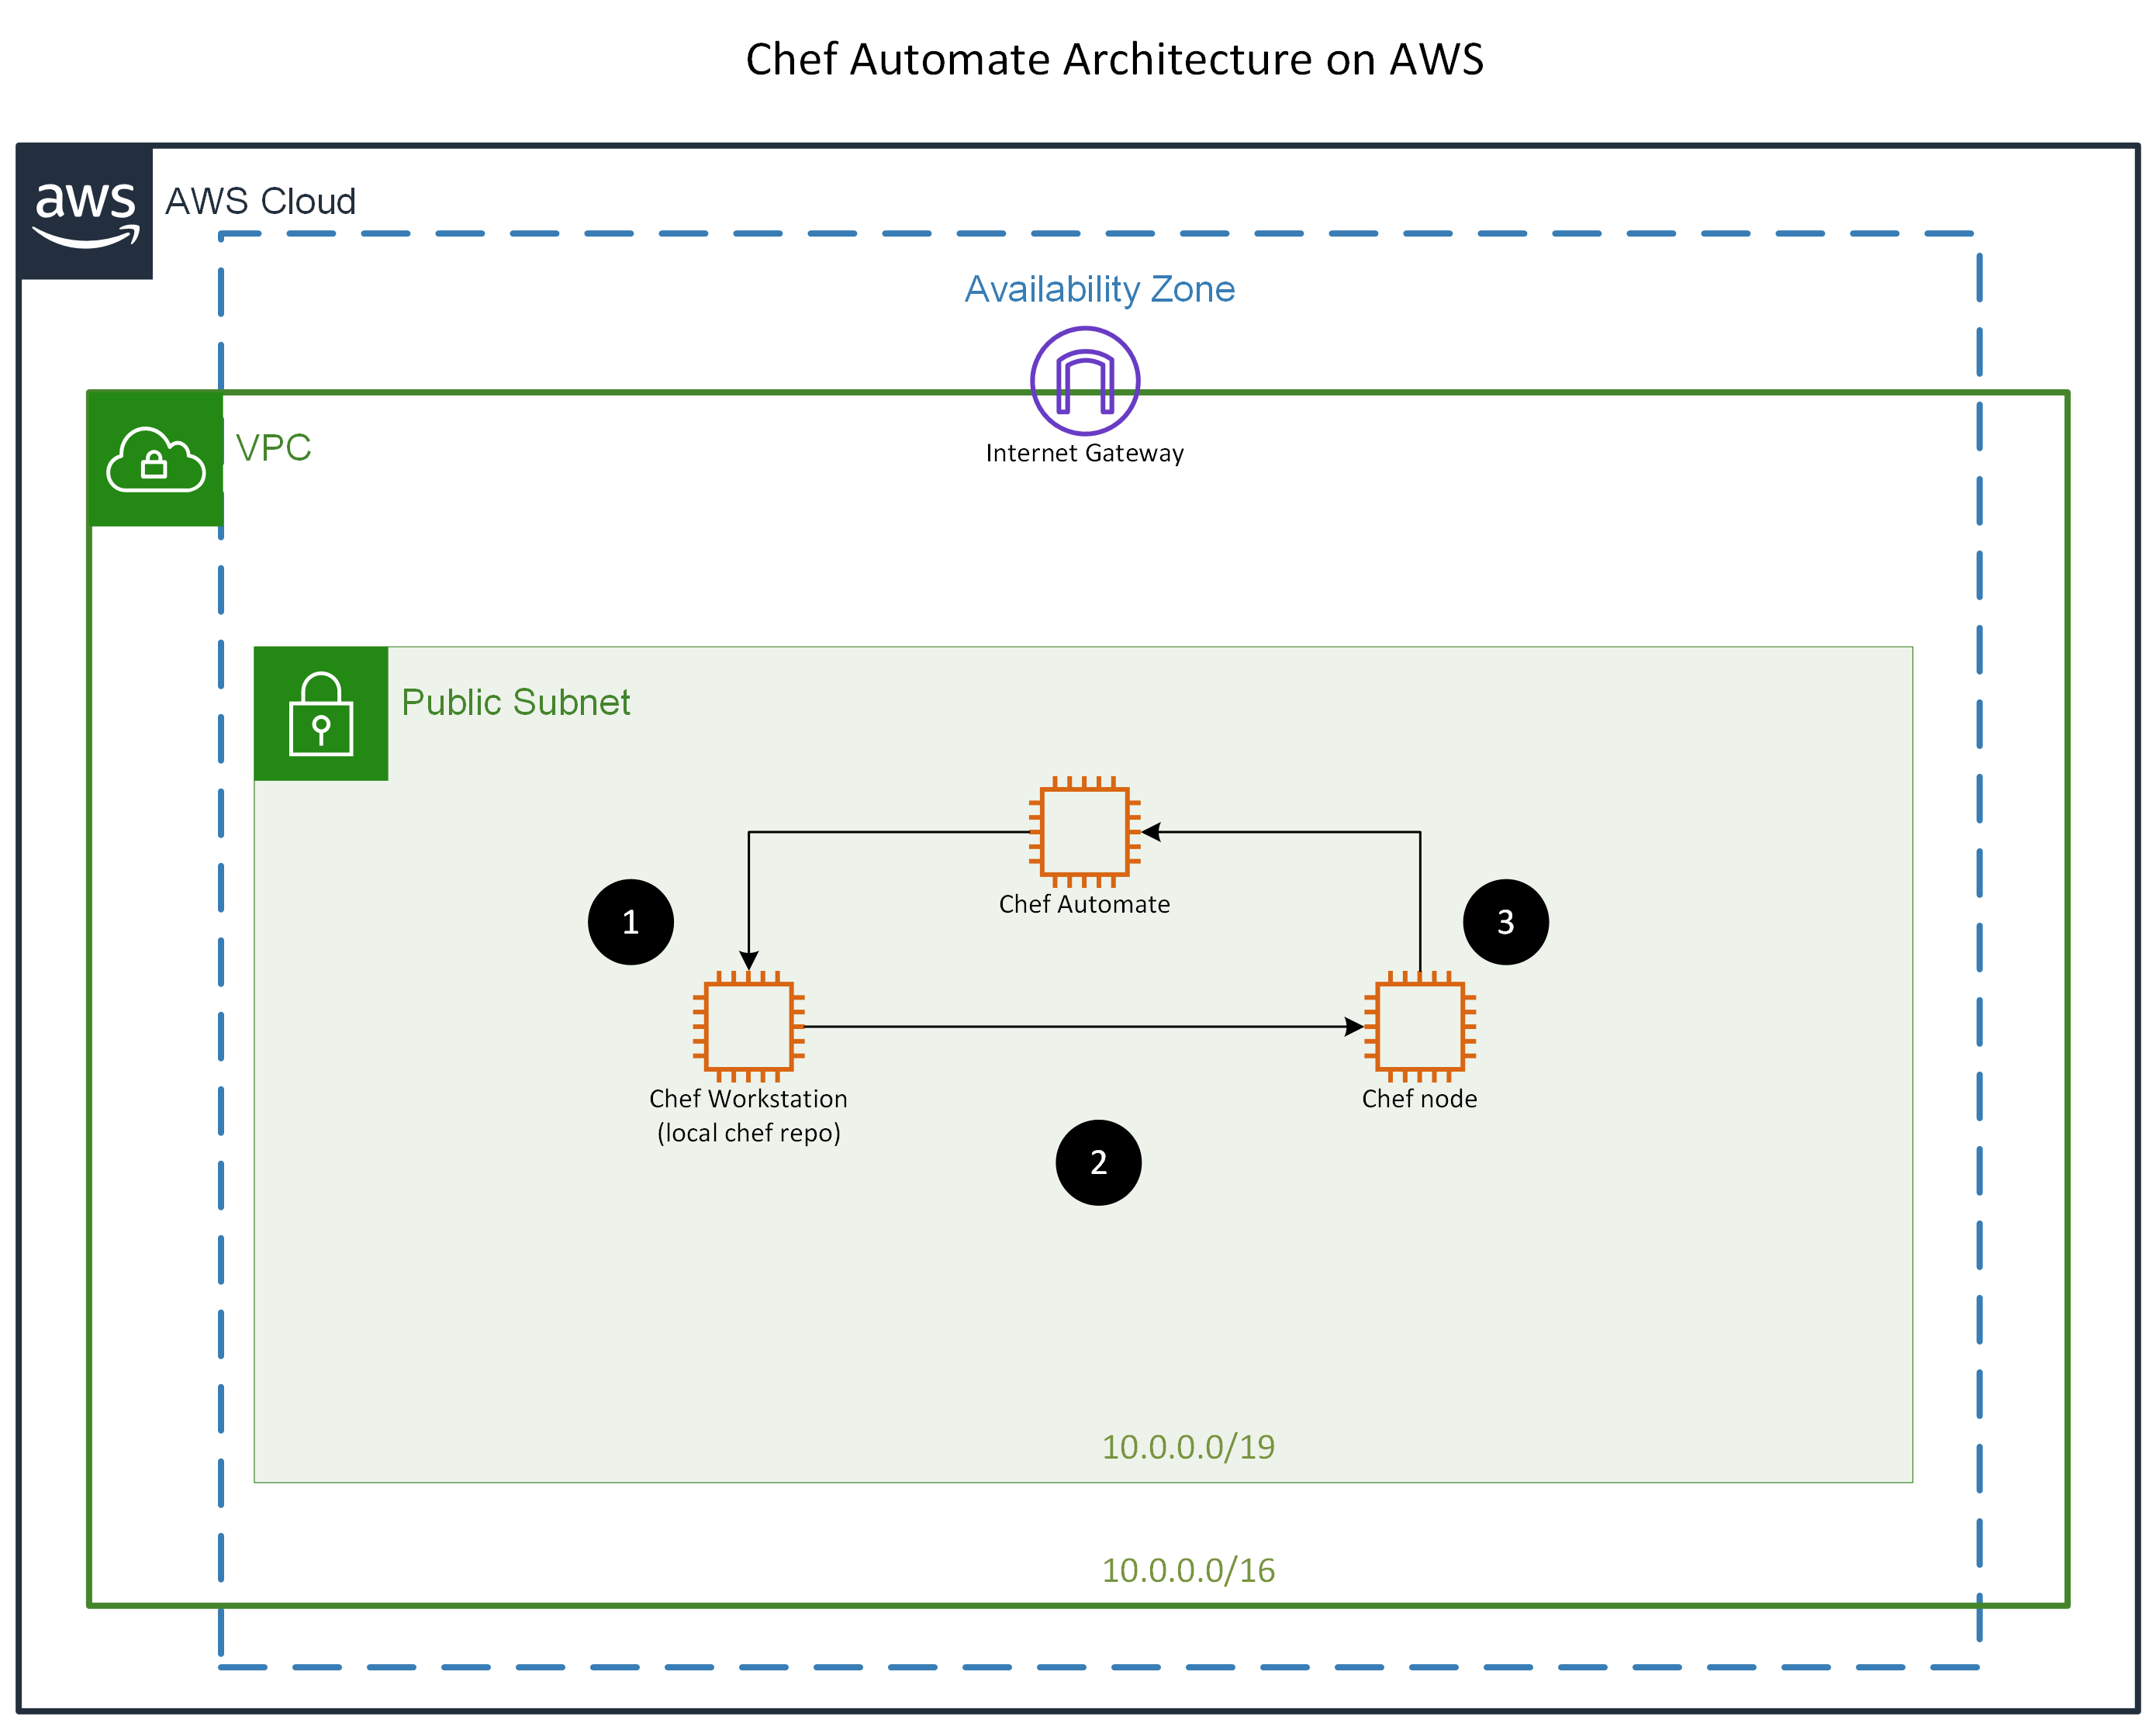 Chef Automate Architecture on AWS
aws
AWS Cloud
Availability Zone
VPC
Internet Gateway
Public Subnet
Chef Automate
1
3
Chef Workstation
(local chef repo)
Chef node
2
10.0.0.0/19
10.0.0.0/16